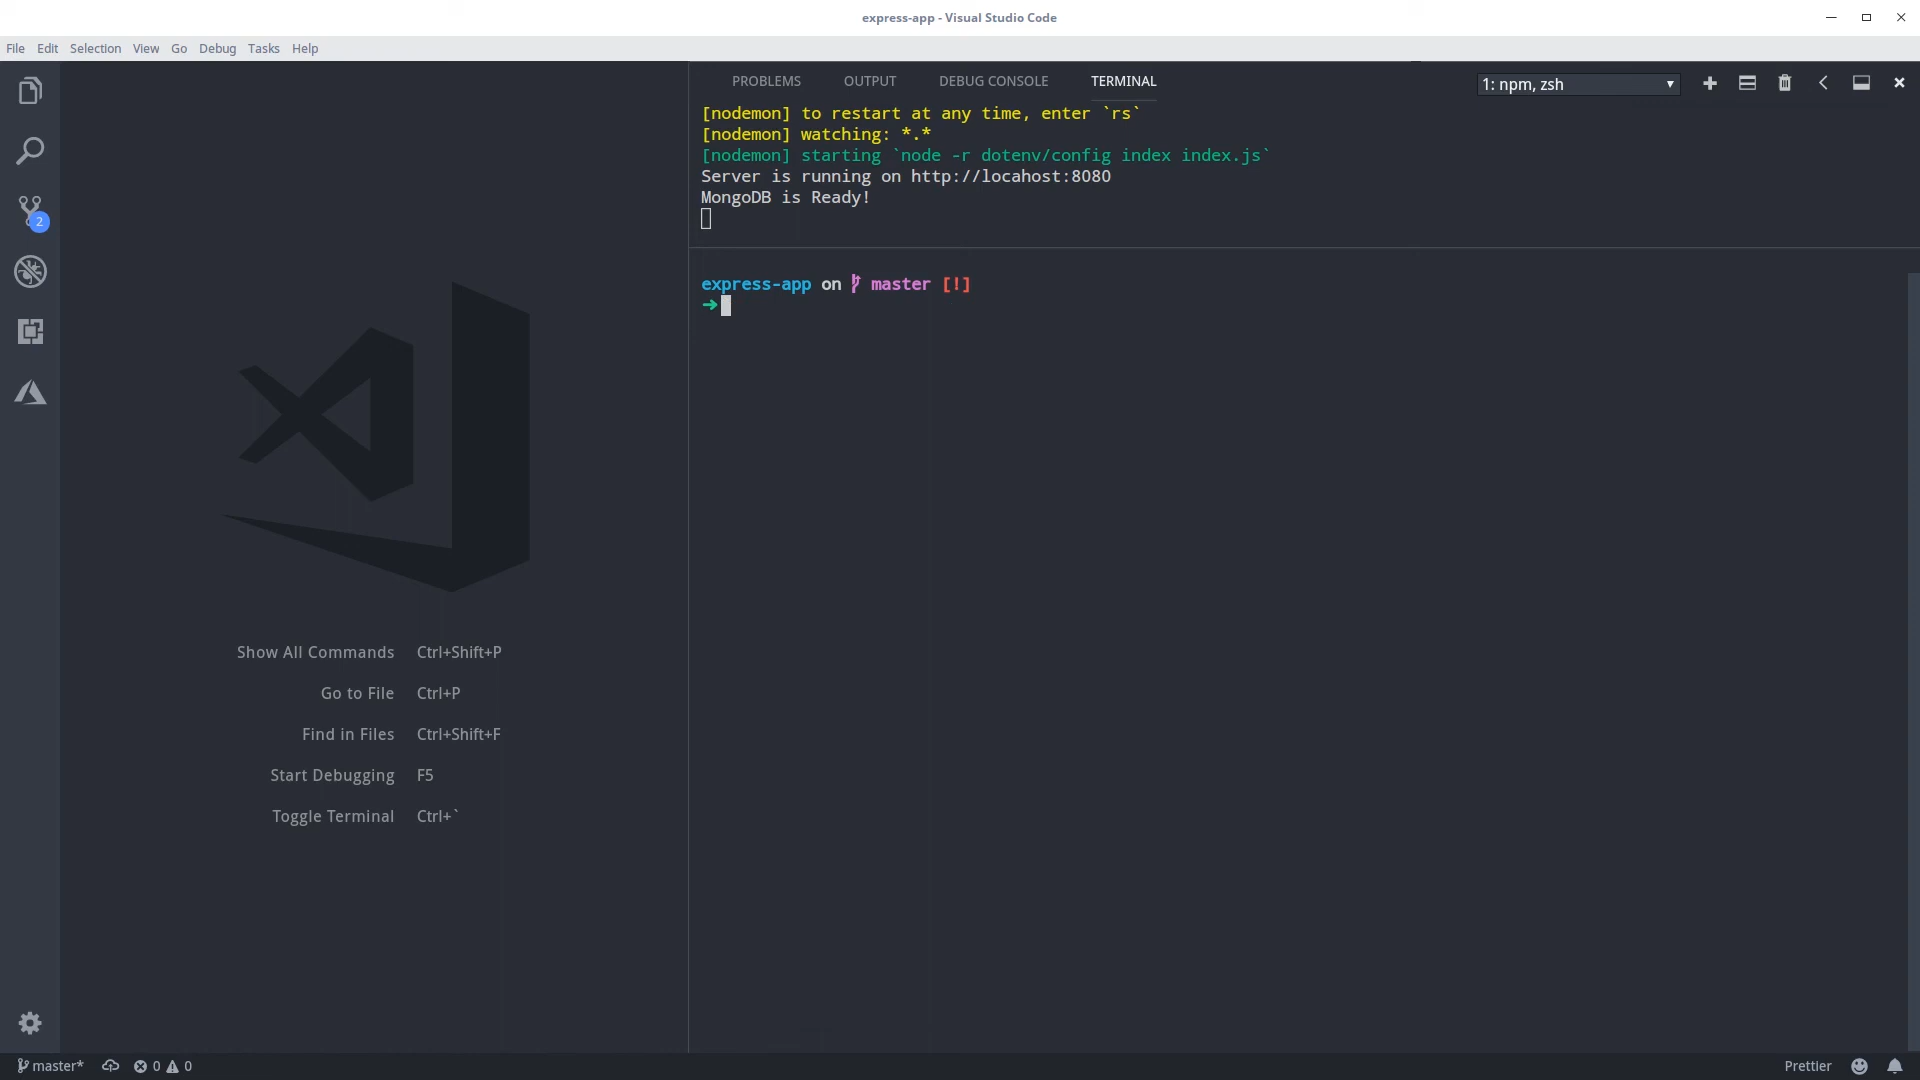 express-app - Visual Studio Code
File Edit Selection View Go Debug Tasks Help
PROBLEMS OUTPUT DEBUG CONSOLE TERMINAL
1: npm, zsh
[nodemon] to restart at any time, enter `rs`
[nodemon] watching: *.*
[nodemon] starting `node -r dotenv/config index index.js`
Server is running on http://locahost:8080
MongoDB is Ready!
express-app on master [!]
➜
2
Show All Commands Ctrl+Shift+P
Go to File Ctrl+P
Find in Files Ctrl+Shift+F
Start Debugging F5
Toggle Terminal Ctrl+`
master* 0 0 Prettier